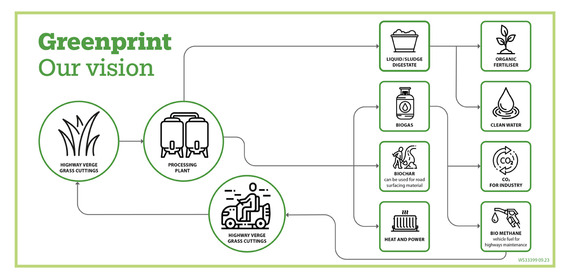 Greenprint
Our vision
LIQUID/SLUDGE
DIGESTATE
ORGANIC
FERTILISER
BIOGAS
CLEAN WATER
HIGHWAY VERGE
GRASS CUTTINGS
PROCESSING
PLANT
BIOCHAR
can be used for road
surfacing material
CO₂
CO₂
FOR INDUSTRY
HIGHWAY VERGE
GRASS CUTTINGS
HEAT AND POWER
BIO METHANE
vehicle fuel for
highways maintenance
WS33399 09.23